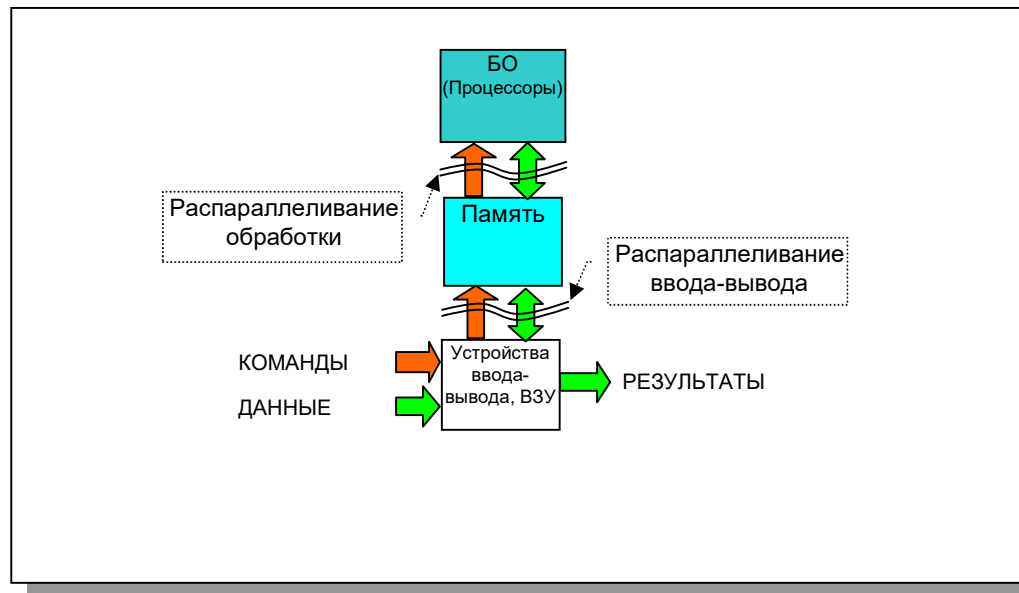 БО
(Процессоры)
Распараллеливание
обработки
Память
Распараллеливание
ввода-вывода
КОМАНДЫ
ДАННЫЕ
Устройства
ввода-
вывода, ВЗУ
РЕЗУЛЬТАТЫ